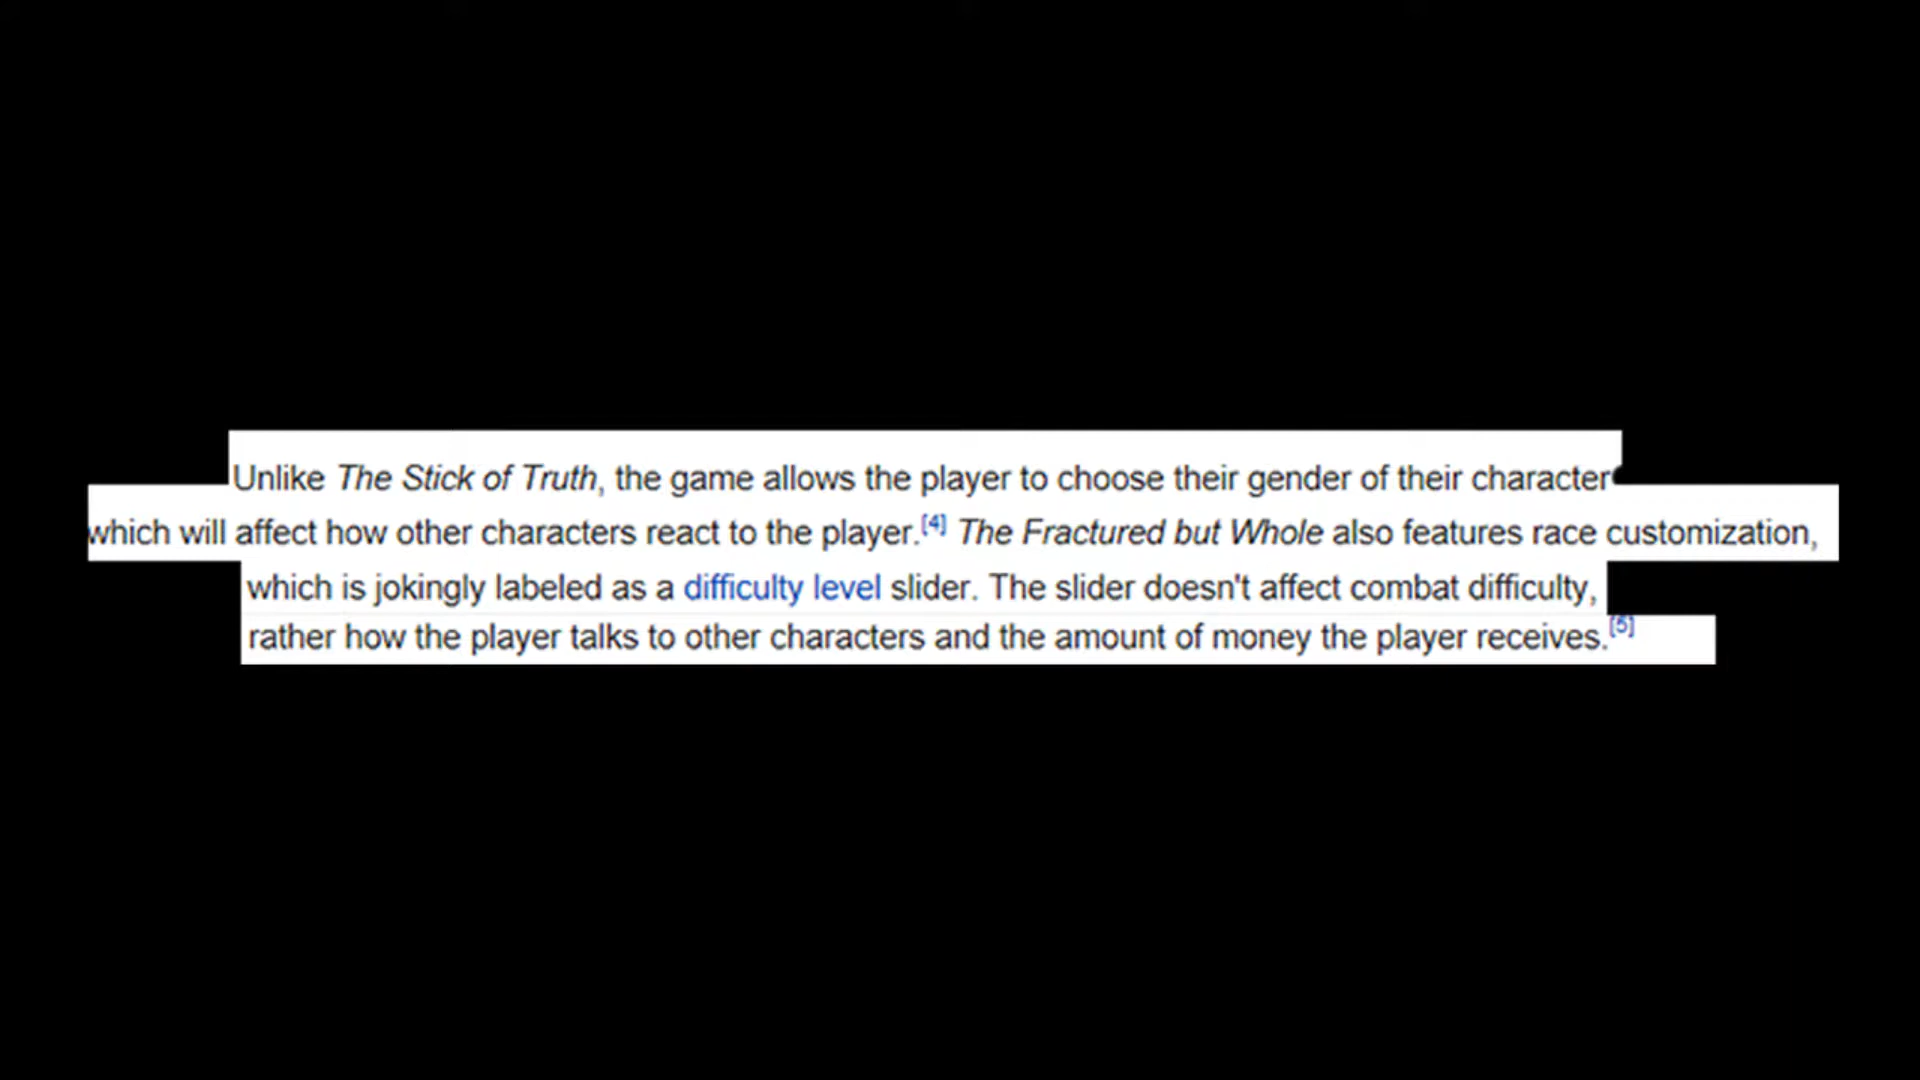 Unlike The Stick of Truth, the game allows the player to choose their gender of their character
which will affect how other characters react to the player.[4] The Fractured but Whole also features race customization,
which is jokingly labeled as a difficulty level slider. The slider doesn't affect combat difficulty,
rather how the player talks to other characters and the amount of money the player receives.[5]